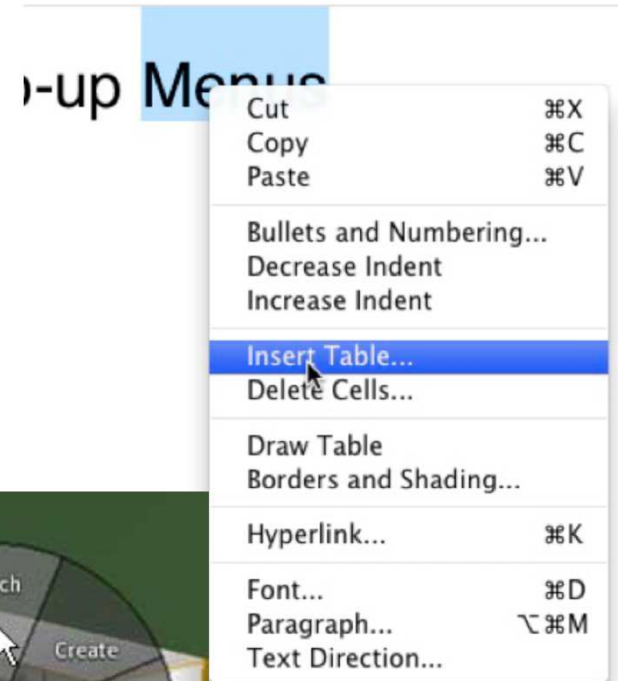 -up Menus
Cut ⌘X
Copy ⌘C
Paste ⌘V
Bullets and Numbering...
Decrease Indent
Increase Indent
Insert Table...
Delete Cells...
Draw Table
Borders and Shading...
Hyperlink... ⌘K
Font... ⌘D
Paragraph... ⌥⌘M
Text Direction...
ch
Create